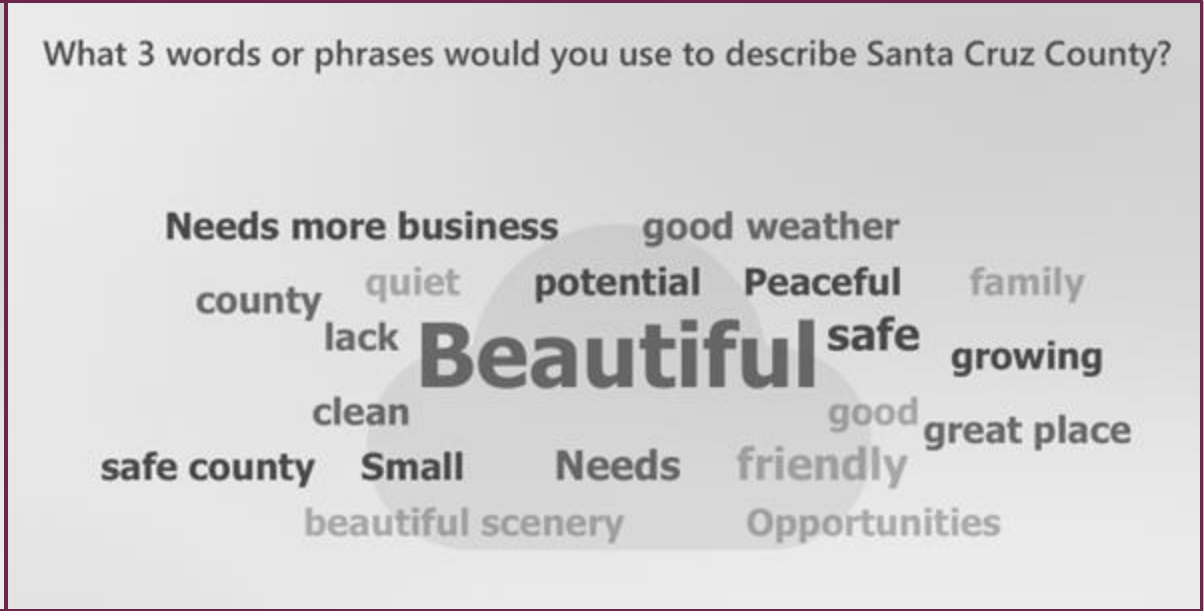 What 3 words or phrases would you use to describe Santa Cruz County?
Needs more business good weather
quiet potential Peaceful family
county
lack Beautiful safe
growing
clean good
great place
safe county Small Needs friendly
beautiful scenery Opportunities